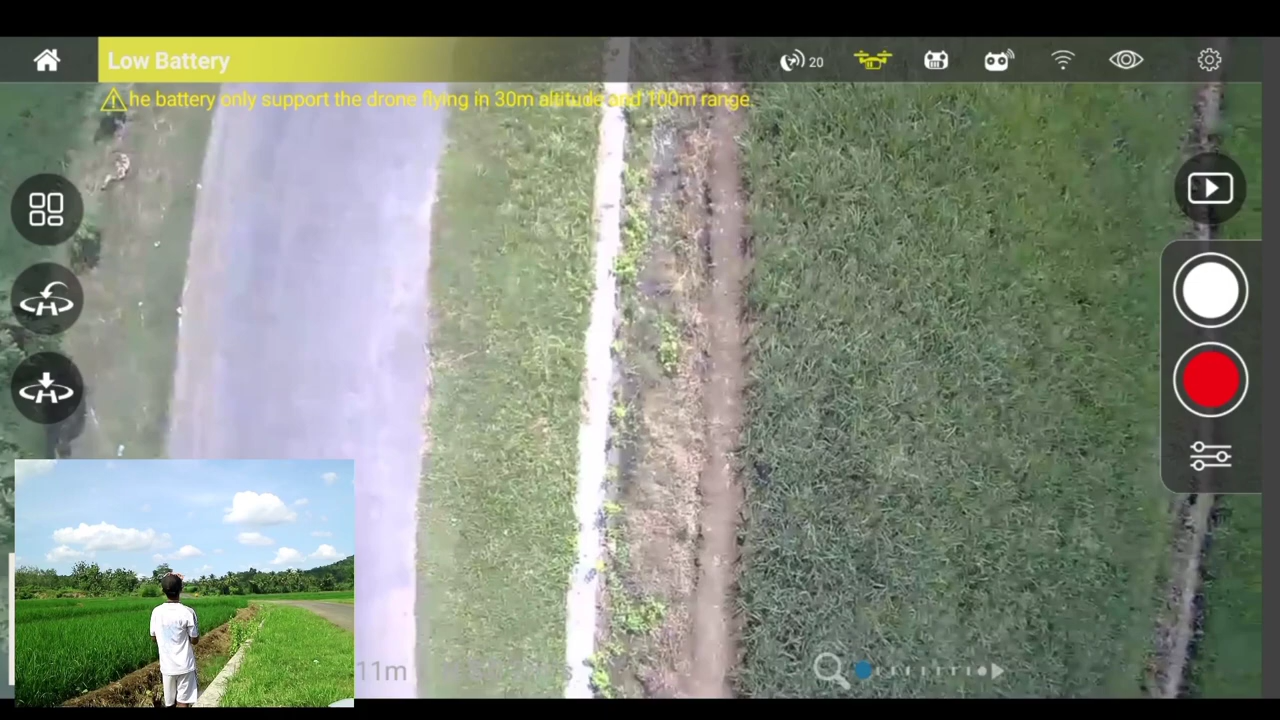 Low Battery
20
he battery only support the drone flying in 30m altitude and 100m range
11m